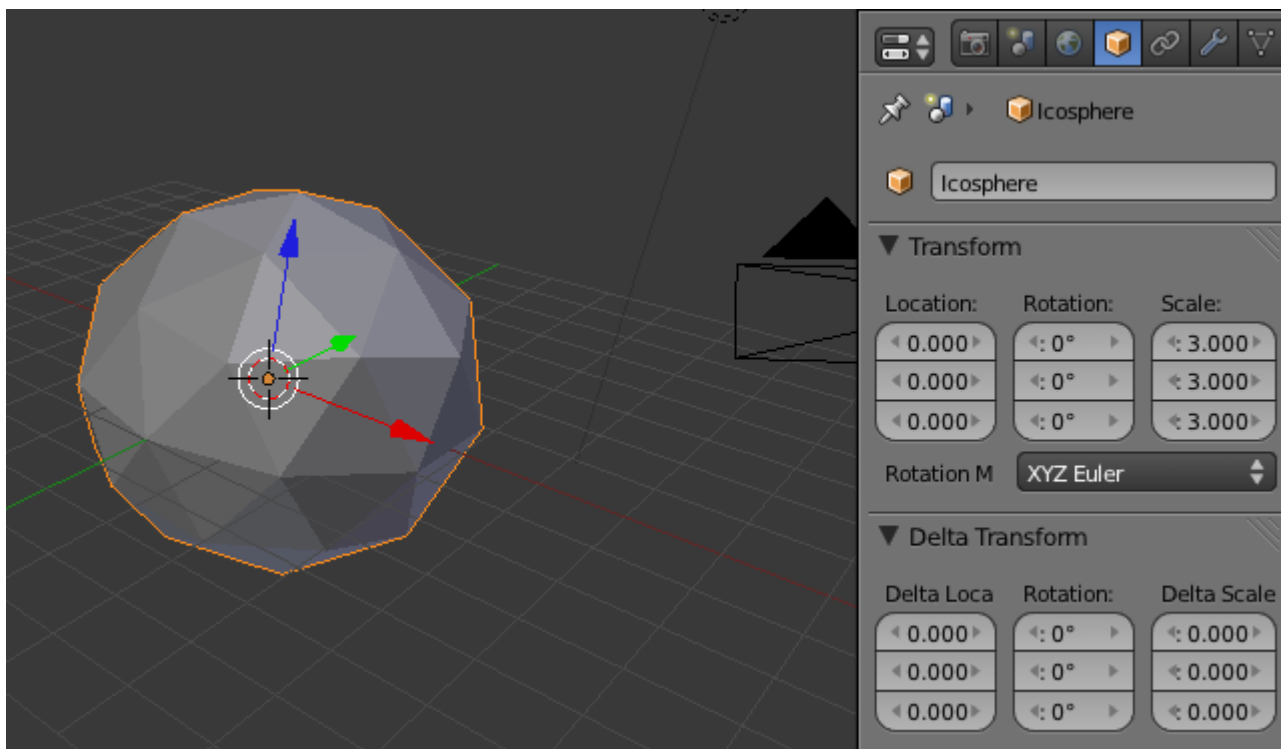 Icosphere
Icosphere
Transform
Location: Rotation: Scale:
0.000 : 0° : 3.000
0.000 : 0° : 3.000
0.000 : 0° : 3.000
Rotation M XYZ Euler
Delta Transform
Delta Loca Rotation: Delta Scale
0.000 : 0° : 0.000
0.000 : 0° : 0.000
0.000 : 0° : 0.000